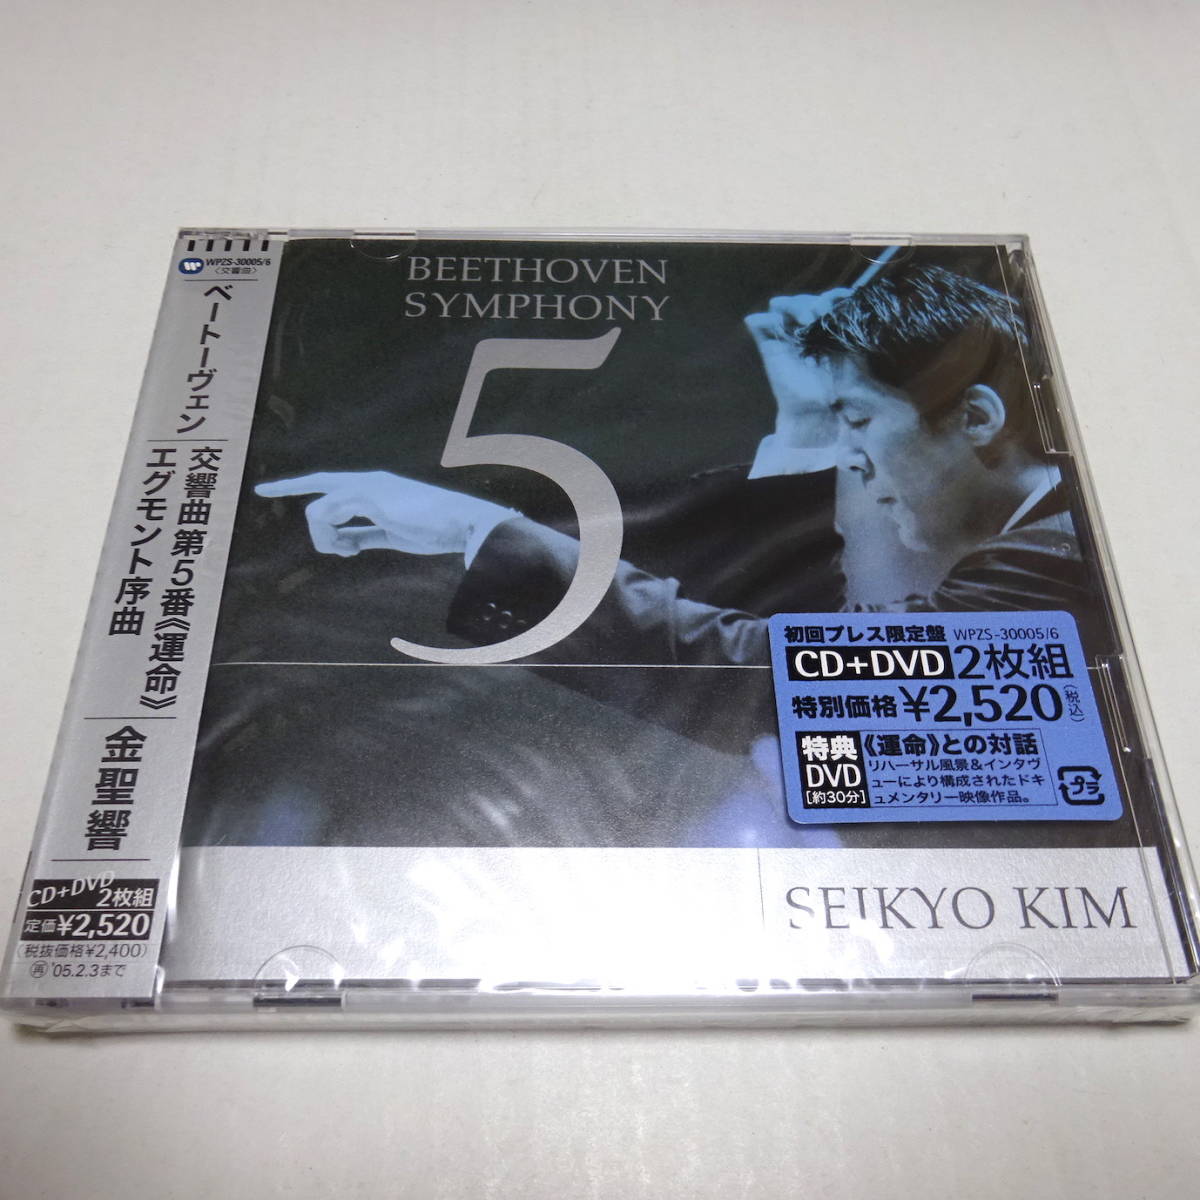 WPZS-30005/6
〈交響曲〉
ベートーヴェン
交響曲第5番《運命》
エグモント序曲
金聖響
CD+DVD
2枚組
定価¥2,520
(税抜価格¥2,400)
再 '05.2.3まで
BEETHOVEN
SYMPHONY
5
初回プレス限定盤 WPZS-30005/6
CD+DVD 2枚組
特別価格 ¥2,520 (税込)
特典
DVD
[約30分]
《運命》との対話
リハーサル風景&インタヴ
ューにより構成されたドキ
ュメンタリー映像作品。
プラ
SEIKYO KIM